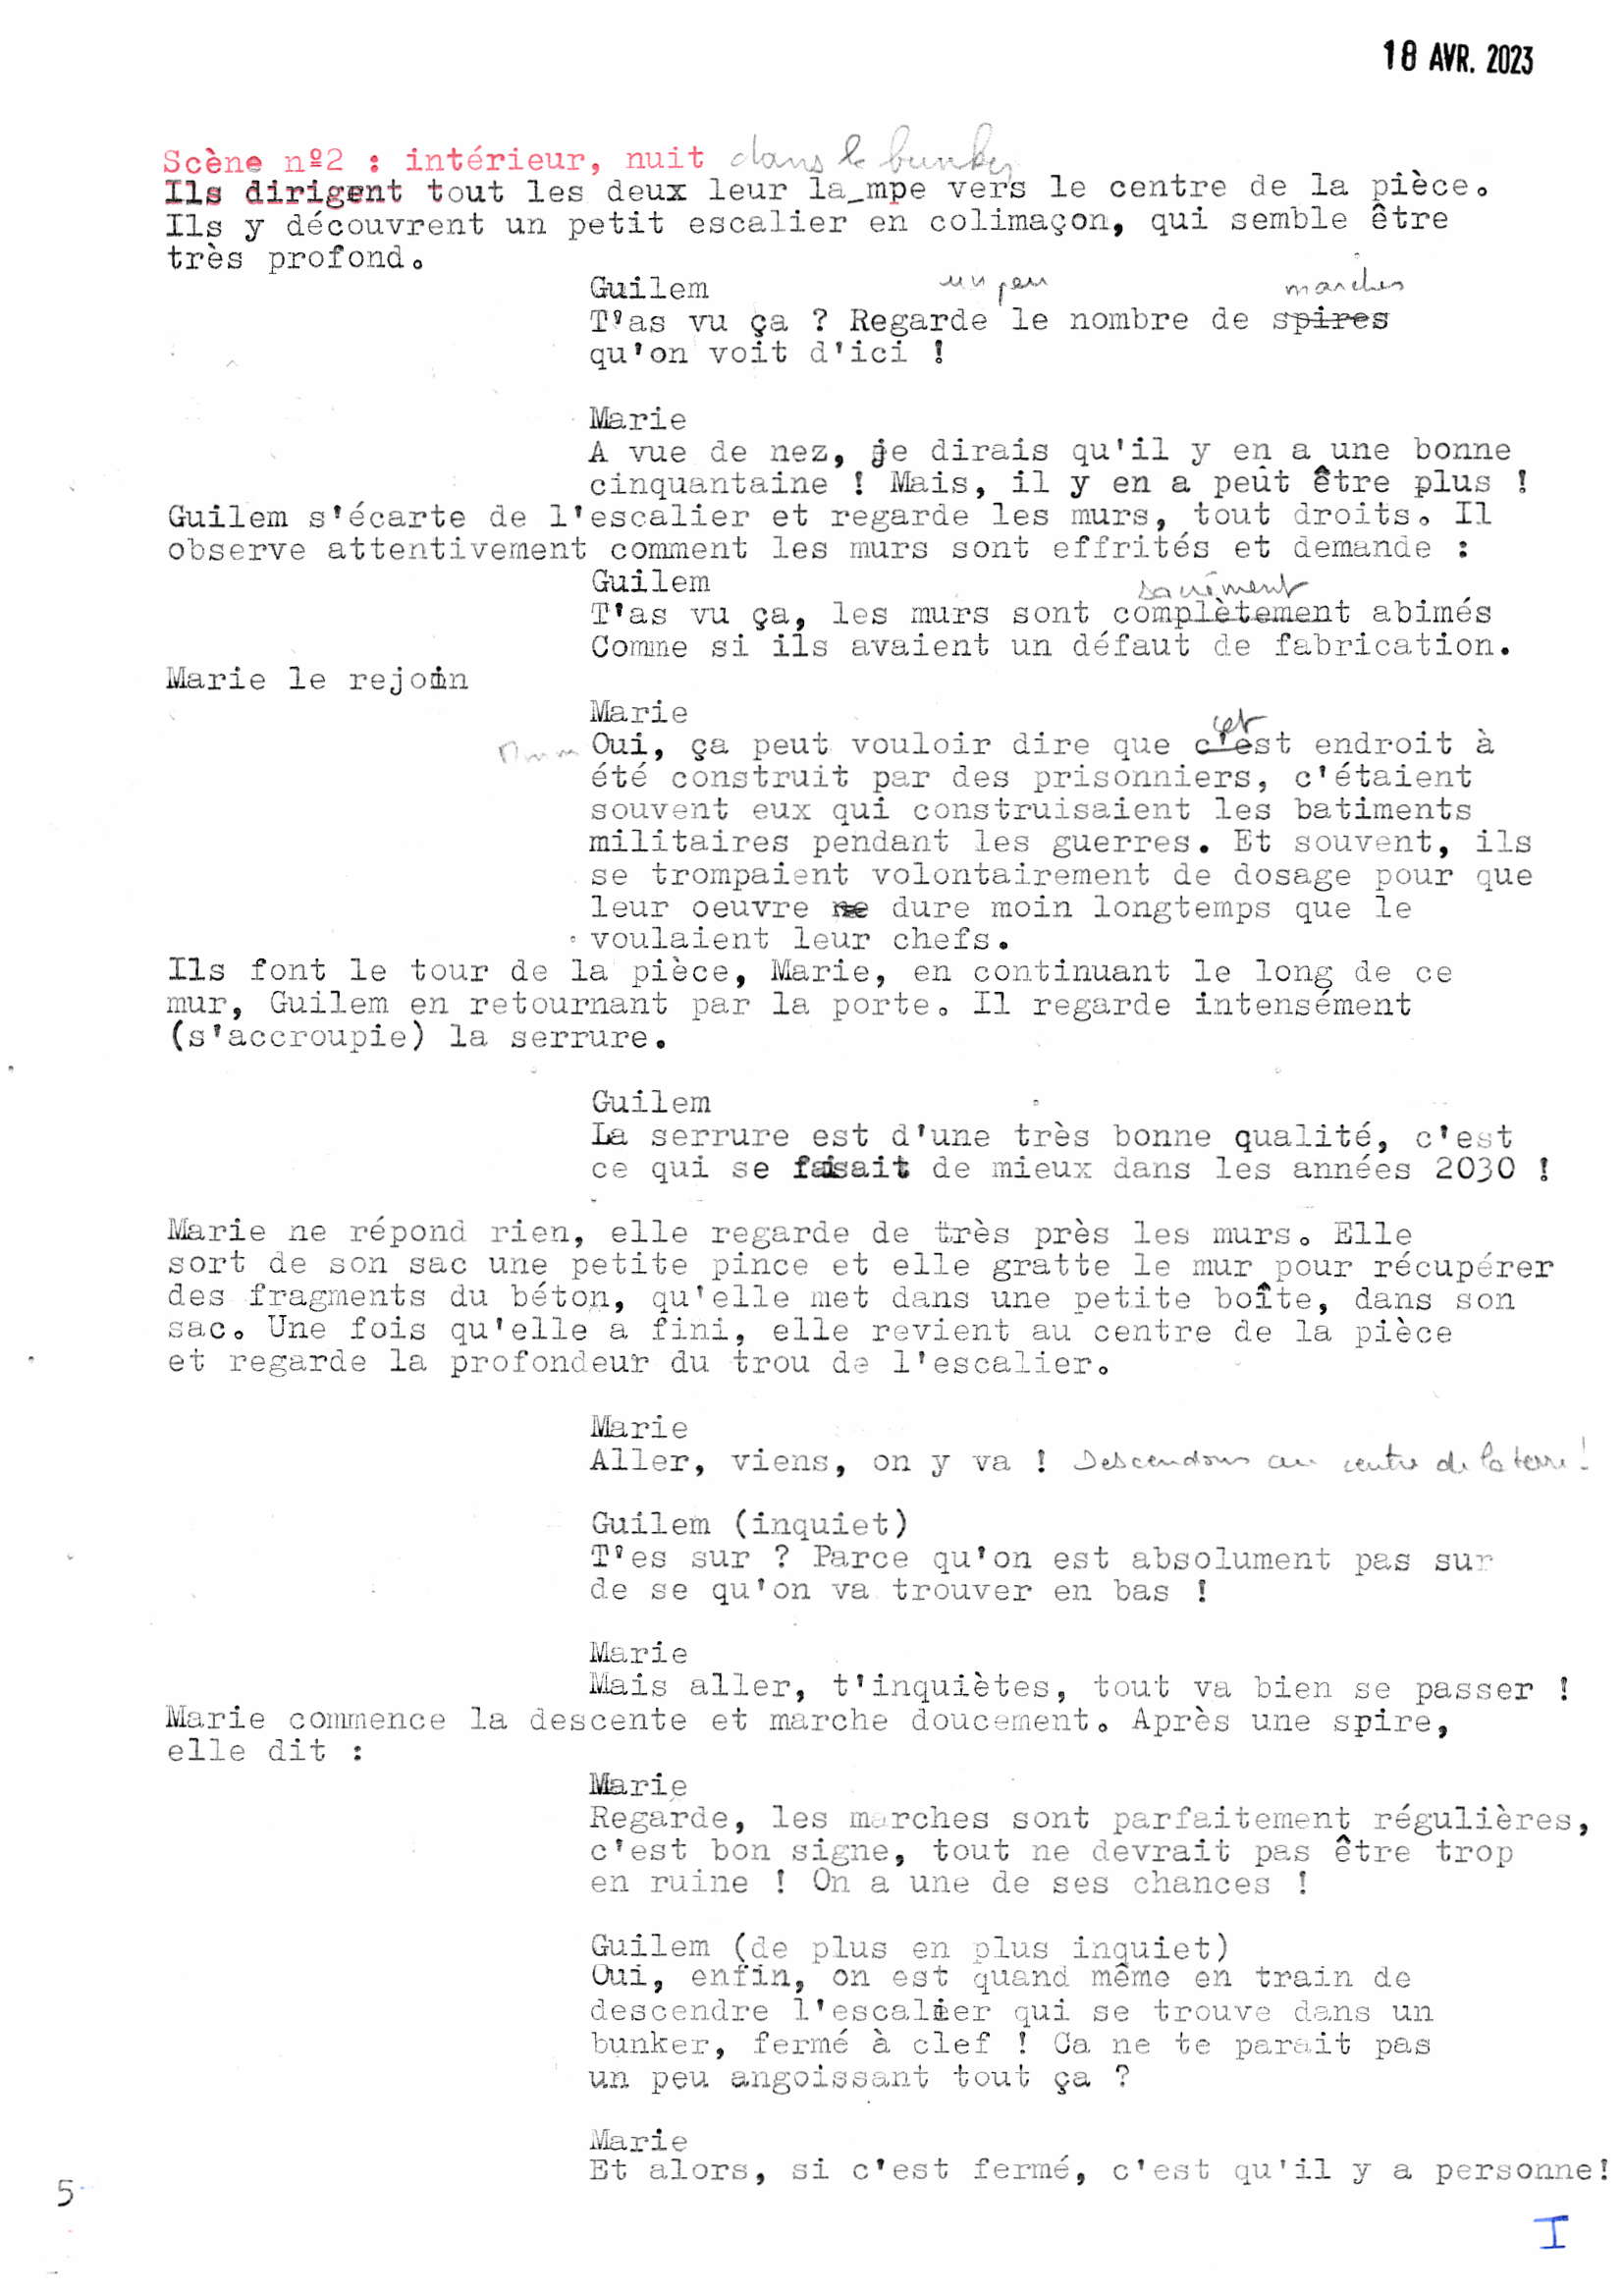 18 AVR. 2023
Scène nº2 : intérieur, nuit dans le bunker
Ils dirigent tout les deux leur la_mpe vers le centre de la pièce.
Ils y découvrent un petit escalier en colimaçon, qui semble être
très profond.
Guilem
un peu marches
T'as vu ça ? Regarde le nombre de spires
qu'on voit d'ici !
Marie
A vue de nez, je dirais qu'il y en a une bonne
cinquantaine ! Mais, il y en a peut être plus !
Guilem s'écarte de l'escalier et regarde les murs, tout droits. Il
observe attentivement comment les murs sont effrités et demande :
Guilem
sacrément
T'as vu ça, les murs sont complètement abimés
Comme si ils avaient un défaut de fabrication.
Marie le rejoin
Marie
cet
Oui, ça peut vouloir dire que c'est endroit à
été construit par des prisonniers, c'étaient
souvent eux qui construisaient les batiments
militaires pendant les guerres. Et souvent, ils
se trompaient volontairement de dosage pour que
leur oeuvre ne dure moin longtemps que le
voulaient leur chefs.
Ils font le tour de la pièce, Marie, en continuant le long de ce
mur, Guilem en retournant par la porte. Il regarde intensément
(s'accroupie) la serrure.
Guilem
La serrure est d'une très bonne qualité, c'est
ce qui se faisait de mieux dans les années 2030 !
Marie ne répond rien, elle regarde de très près les murs. Elle
sort de son sac une petite pince et elle gratte le mur pour récupérer
des fragments du béton, qu'elle met dans une petite boîte, dans son
sac. Une fois qu'elle a fini, elle revient au centre de la pièce
et regarde la profondeur du trou de l'escalier.
Marie
Aller, viens, on y va ! Descendons au centre de la terre !
Guilem (inquiet)
T'es sur ? Parce qu'on est absolument pas sur
de se qu'on va trouver en bas !
Marie
Mais aller, t'inquiètes, tout va bien se passer !
Marie commence la descente et marche doucement. Après une spire,
elle dit :
Marie
Regarde, les marches sont parfaitement régulières,
c'est bon signe, tout ne devrait pas être trop
en ruine ! On a une de ses chances !
Guilem (de plus en plus inquiet)
Oui, enfin, on est quand même en train de
descendre l'escalier qui se trouve dans un
bunker, fermé à clef ! Ca ne te parait pas
un peu angoissant tout ça ?
Marie
Et alors, si c'est fermé, c'est qu'il y a personne!
5
I